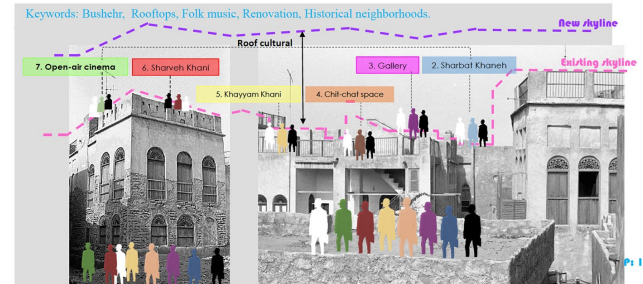 Keywords: Bushehr, Rooftops, Folk music, Renovation, Historical neighborhoods.
New skyline
Roof cultural
Existing skyline
7. Open-air cinema
6. Sharveh Khani
3. Gallery
2. Sharbat Khaneh
5. Khayyam Khani
4. Chit-chat space
P: 1